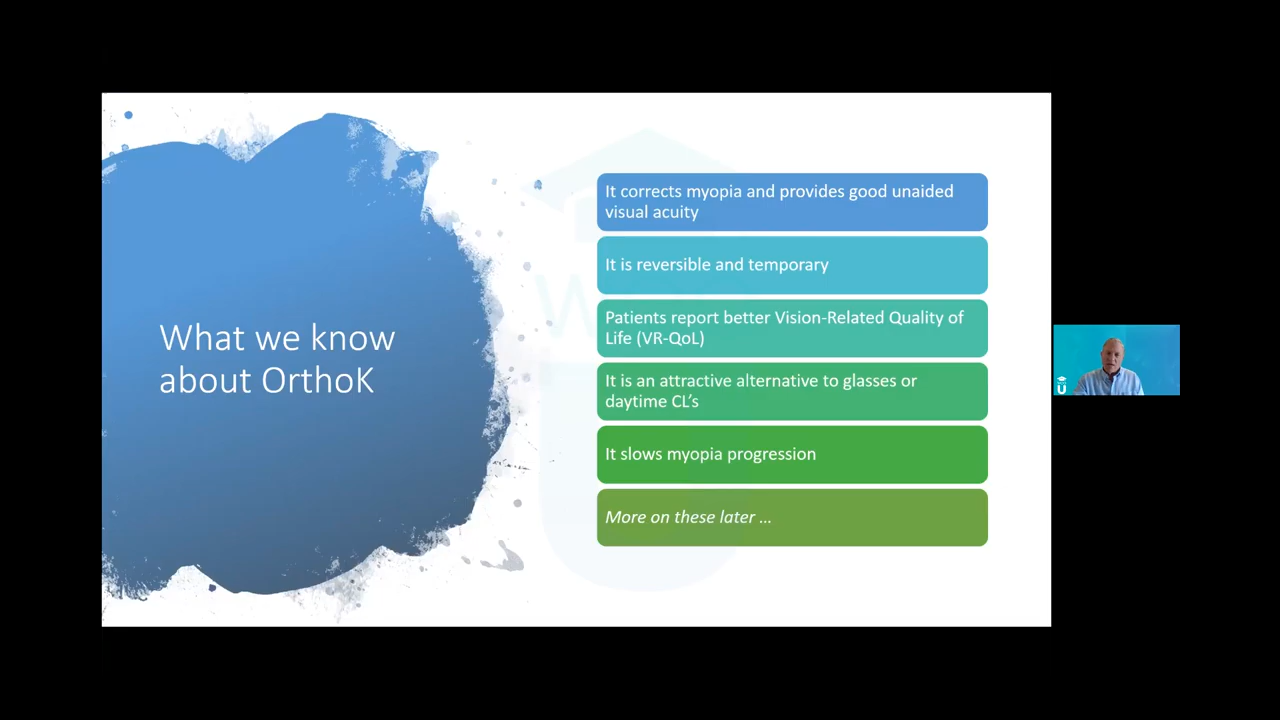 What we know
about OrthoK
It corrects myopia and provides good unaided
visual acuity
It is reversible and temporary
Patients report better Vision-Related Quality of
Life (VR-QoL)
It is an attractive alternative to glasses or
daytime CL’s
It slows myopia progression
More on these later …